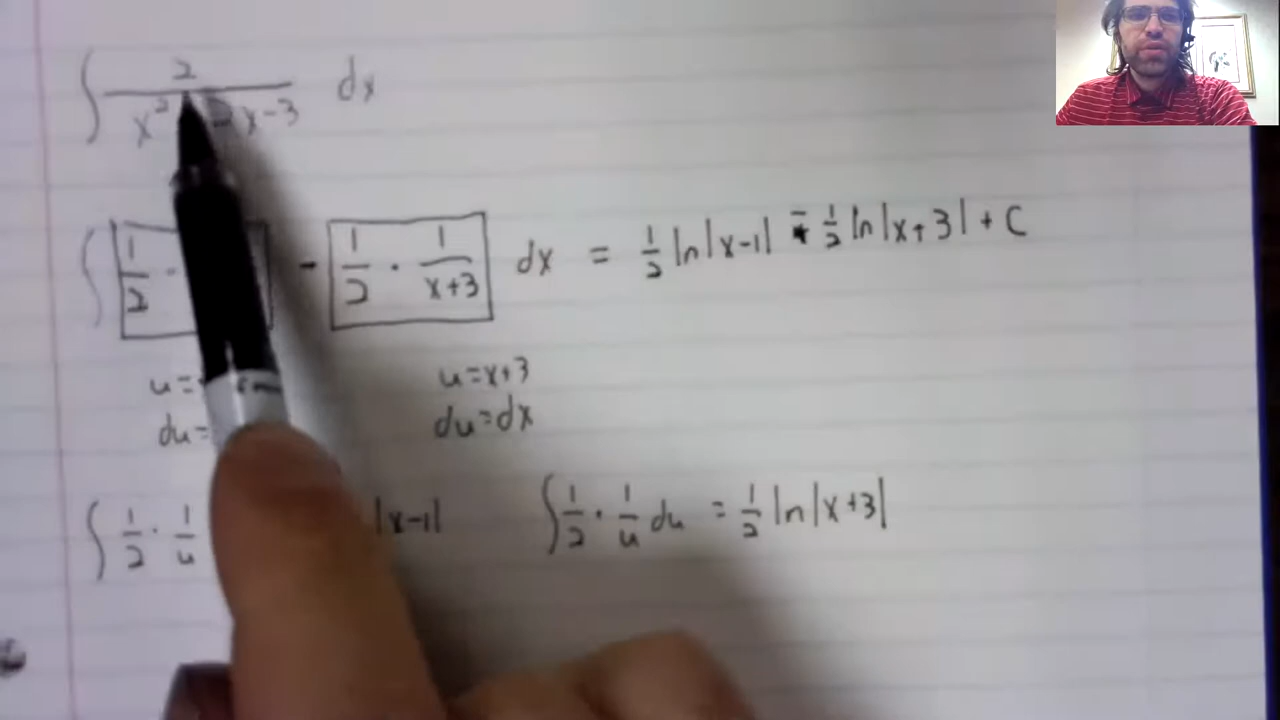 ∫ 2 / x² 2x-3 dx
∫ 1/2 · - 1/2 · 1/x+3 dx = 1/2 ln|x-1| - 1/2 ln|x+3| + C
u= u=x+3
du= du=dx
∫ 1/2 · 1/u |x-1| ∫ 1/2 · 1/u du = 1/2 ln|x+3|